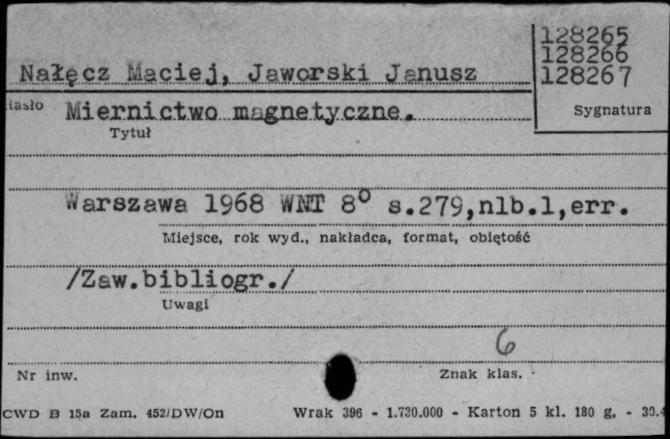 128265
128266
128267
Nałęcz Maciej, Jaworski Janusz
Sygnatura
Hasło Miernictwo magnetyczne.
Tytuł
Warszawa 1968 WNT 8° s.279,nlb.1,err.
Miejsce, rok wyd., nakładca, format, objętość
/Zaw.bibliogr./
Uwagi
6
Nr inw. Znak klas.
CWD B 15a Zam. 452/DW/On Wrak 396 - 1.730.000 - Karton 5 kl. 180 g. - 30.4